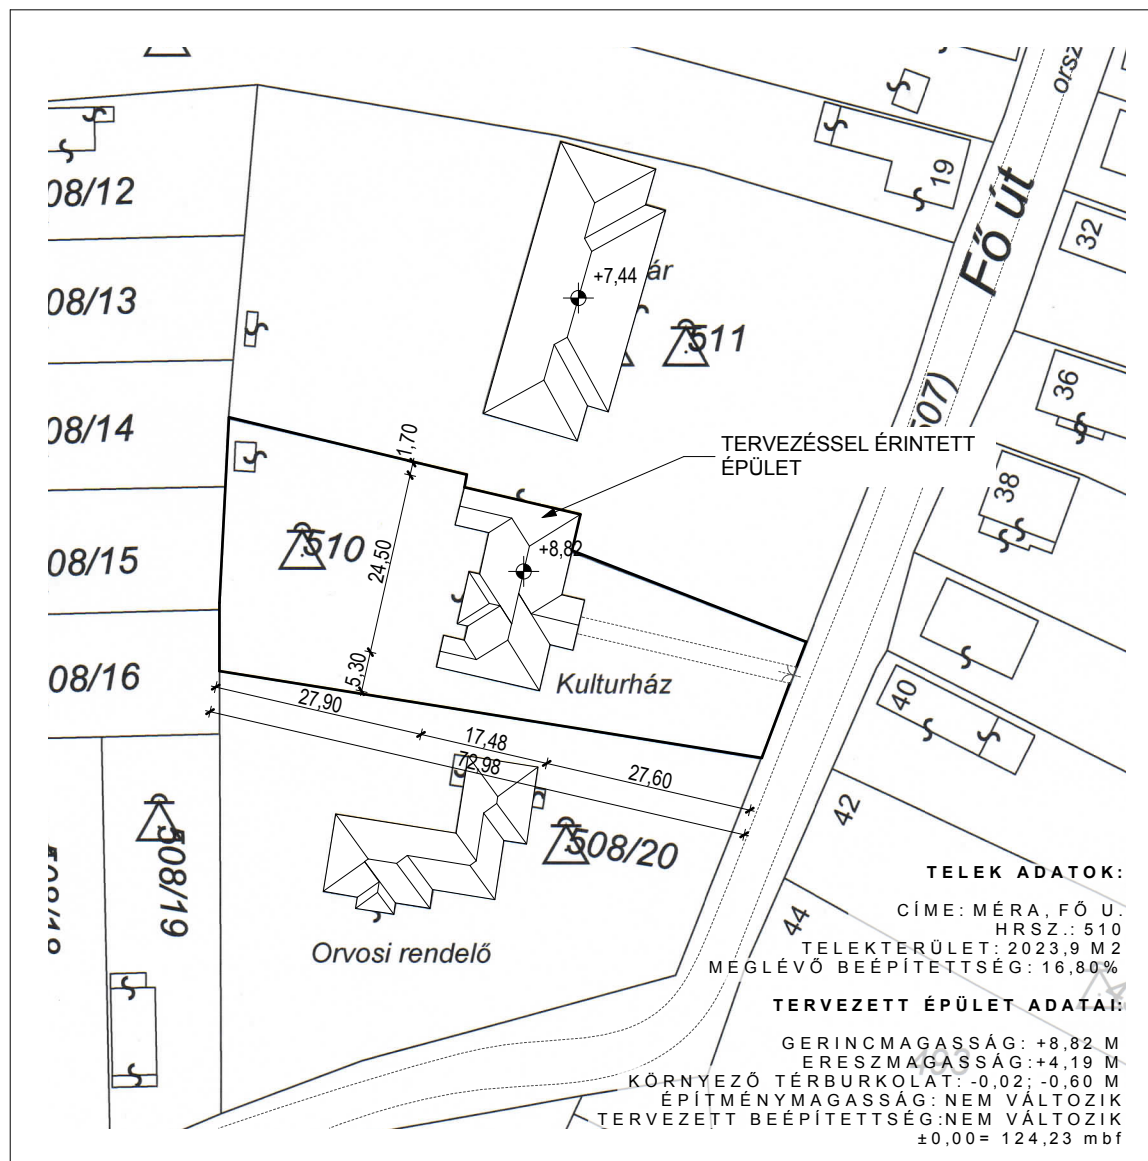 orsz
08/12
19
Fő út
32
08/13
+7,44
ár
511
36
08/14
507)
1,70
TERVEZÉSSEL ÉRINTETT
ÉPÜLET
38
510
24,50
+8,82
08/15
08/16
5,30
Kulturház
27,90
17,48
72,98
27,60
40
42
508/19
508/20
44
Orvosi rendelő
TELEK ADATOK:
CÍME: MÉRA, FŐ U.
HRSZ.: 510
TELEKTERÜLET: 2023,9 M2
MEGLÉVŐ BEÉPÍTETTSÉG: 16,80%
TERVEZETT ÉPÜLET ADATAI:
GERINCMAGASSÁG: +8,82 M
ERESZMAGASSÁG:+4,19 M
KÖRNYEZŐ TÉRBURKOLAT: -0,02; -0,60 M
ÉPÍTMÉNYMAGASSÁG: NEM VÁLTOZIK
TERVEZETT BEÉPÍTETTSÉG:NEM VÁLTOZIK
±0,00= 124,23 mbf